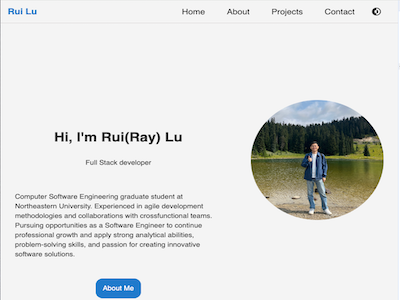 Rui Lu
Home About Projects Contact
Hi, I'm Rui(Ray) Lu
Full Stack developer
Computer Software Engineering graduate student at
Northeastern University. Experienced in agile development
methodologies and collaborations with crossfunctional teams.
Pursuing opportunities as a Software Engineer to continue
professional growth and apply strong analytical abilities,
problem-solving skills, and passion for creating innovative
software solutions.
About Me